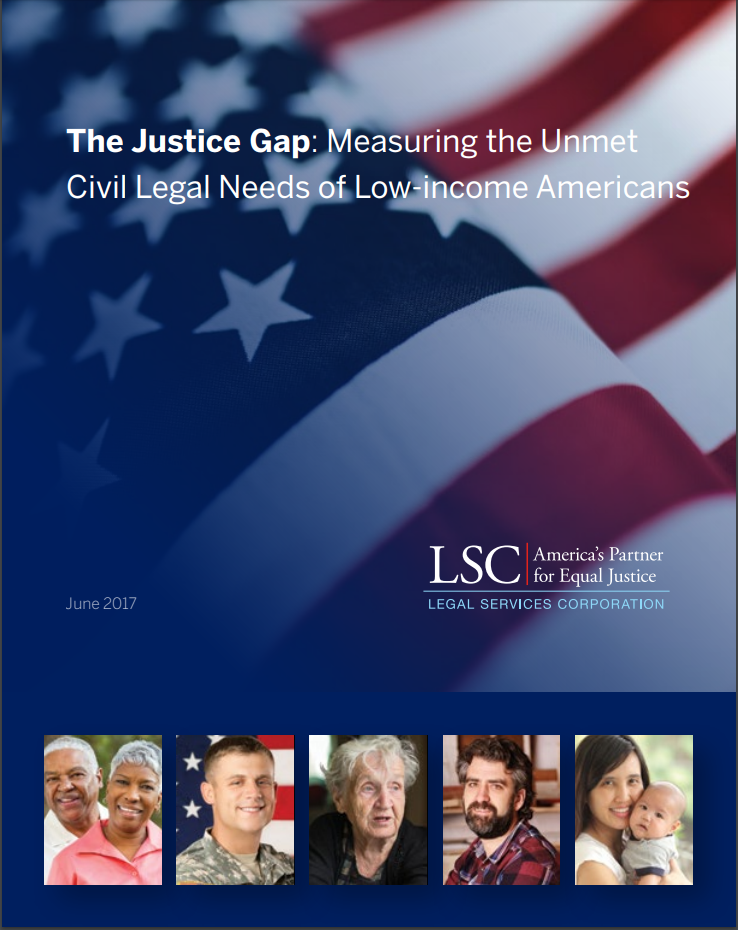 The Justice Gap: Measuring the Unmet
Civil Legal Needs of Low-income Americans
June 2017
LSC
America's Partner
for Equal Justice
LEGAL SERVICES CORPORATION